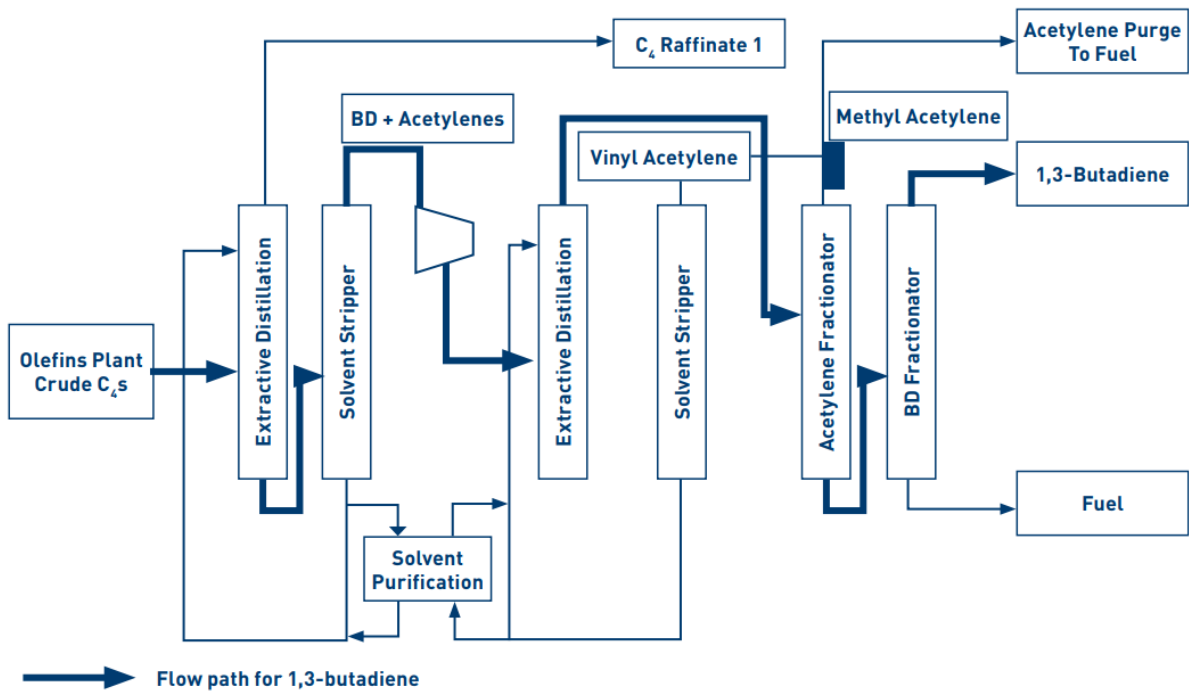 C₄ Raffinate 1
Acetylene Purge
To Fuel
BD + Acetylenes
Methyl Acetylene
Vinyl Acetylene
1,3-Butadiene
Olefins Plant
Crude C₄s
Extractive Distillation
Solvent Stripper
Extractive Distillation
Solvent Stripper
Acetylene Fractionator
BD Fractionator
Fuel
Solvent
Purification
Flow path for 1,3-butadiene